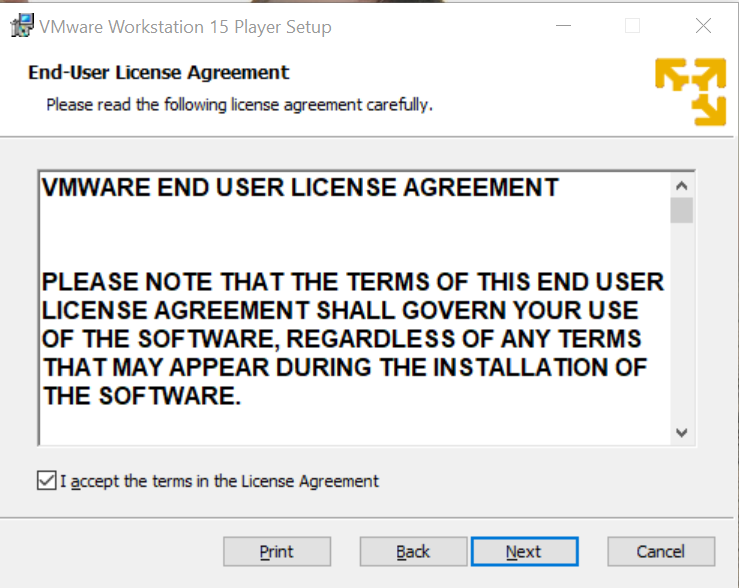 VMware Workstation 15 Player Setup
End-User License Agreement
Please read the following license agreement carefully.
VMWARE END USER LICENSE AGREEMENT
PLEASE NOTE THAT THE TERMS OF THIS END USER
LICENSE AGREEMENT SHALL GOVERN YOUR USE
OF THE SOFTWARE, REGARDLESS OF ANY TERMS
THAT MAY APPEAR DURING THE INSTALLATION OF
THE SOFTWARE.
I accept the terms in the License Agreement
Print Back Next Cancel